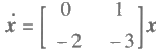 ẋ = [ 0 1
-2 -3 ] x